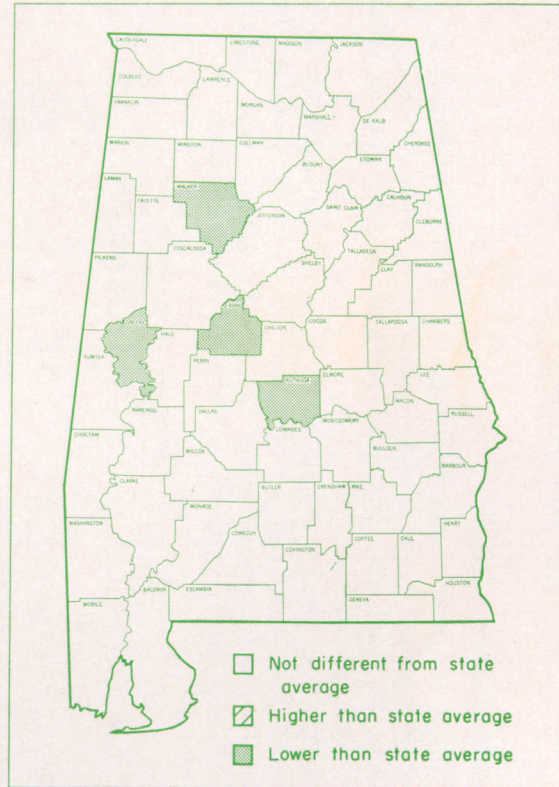 LAUDERDALE
LIMESTONE
MADISON
JACKSON
COLBERT
LAWRENCE
FRANKLIN
MORGAN
MARSHALL
DE KALB
MARION
WINSTON
CULLMAN
CHEROKEE
BLOUNT
ETOWAH
LAMAR
WALKER
FAYETTE
SAINT CLAIR
CALHOUN
JEFFERSON
CLEBURNE
TUSCALOOSA
TALLADEGA
PICKENS
SHELBY
CLAY
RANDOLPH
BIBB
GREENE
HALE
CHILTON
COOSA
TALLAPOOSA
CHAMBERS
SUMTER
PERRY
AUTAUGA
ELMORE
LEE
MARENGO
DALLAS
MACON
RUSSELL
LOWNDES
MONTGOMERY
CHOCTAW
BULLOCK
WILCOX
BARBOUR
CLARKE
BUTLER
CRENSHAW
PIKE
MONROE
WASHINGTON
HENRY
CONECUH
COFFEE
DALE
COVINGTON
HOUSTON
BALDWIN
ESCAMBIA
GENEVA
MOBILE
Not different from state
average
Higher than state average
Lower than state average